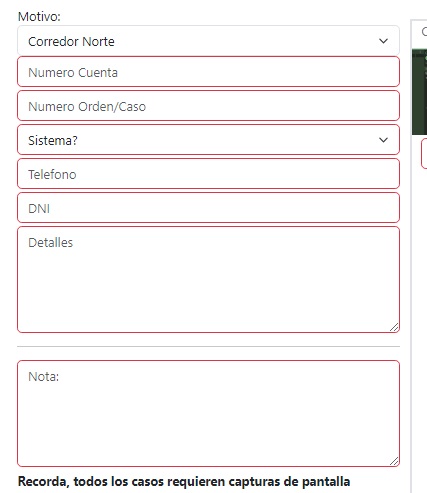 Motivo:
Corredor Norte
Numero Cuenta
Numero Orden/Caso
Sistema?
Telefono
DNI
Detalles
Nota:
Recorda, todos los casos requieren capturas de pantalla